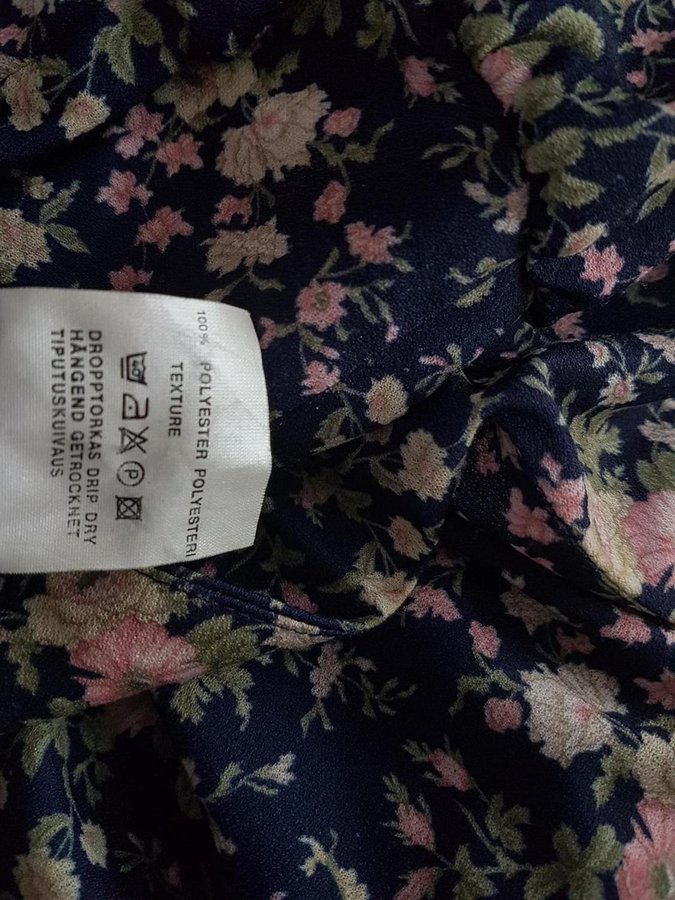 100% POLYESTER POLYESTERI
TEXTURE
P
DROPPTORKAS DRIP DRY
HÄNGEND GETROCKNET
TIPUTUSKUIVAUS